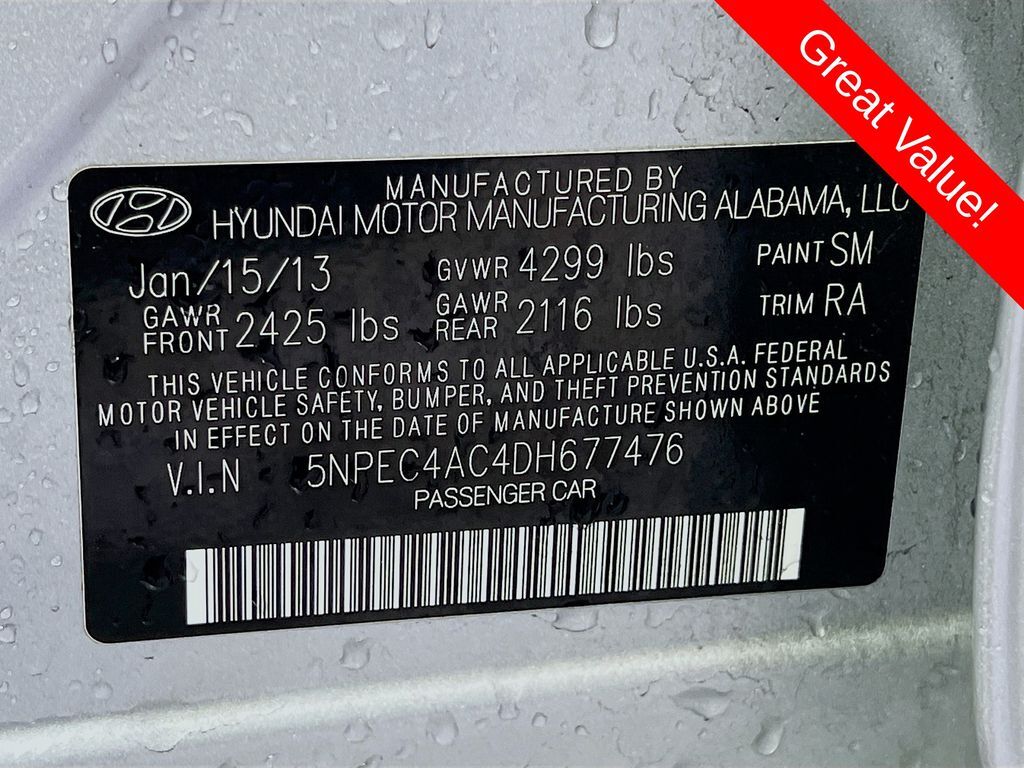 Great Value!
MANUFACTURED BY
HYUNDAI MOTOR MANUFACTURING ALABAMA, LLC
Jan/15/13 GVWR 4299 lbs PAINT SM
GAWR FRONT 2425 lbs GAWR REAR 2116 lbs TRIM RA
THIS VEHICLE CONFORMS TO ALL APPLICABLE U.S.A. FEDERAL
MOTOR VEHICLE SAFETY, BUMPER, AND THEFT PREVENTION STANDARDS
IN EFFECT ON THE DATE OF MANUFACTURE SHOWN ABOVE
V.I.N 5NPEC4AC4DH677476
PASSENGER CAR